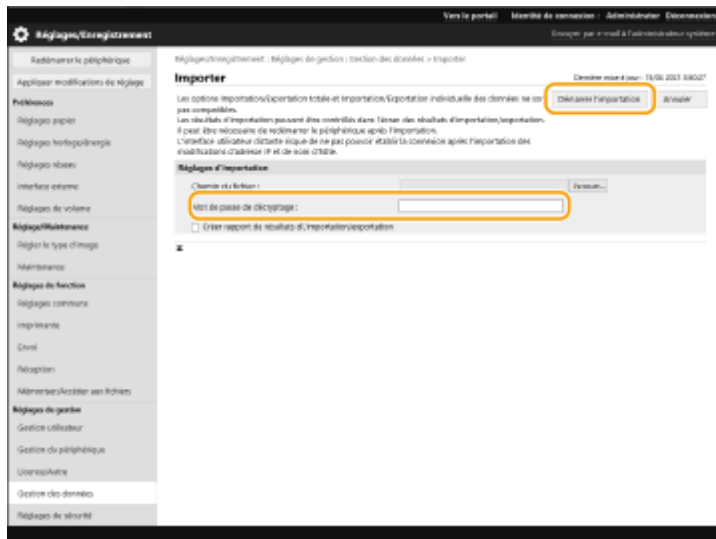 Vers le portail Identité de connexion : Administrator Déconnexion
Réglages/Enregistrement
Envoyer par e-mail à l'administrateur système
Redémarrer le périphérique
Appliquer modifications de réglage
Préférences
Réglages papier
Réglages horloge/énergie
Réglages réseau
Interface externe
Réglages de volume
Réglage/Maintenance
Régler le type d'image
Maintenance
Réglages de fonction
Réglages communs
Imprimante
Envoi
Réception
Mémoriser/Accéder aux fichiers
Réglages de gestion
Gestion utilisateur
Gestion du périphérique
License/Autre
Gestion des données
Réglages de sécurité
Réglages/Enregistrement : Réglages de gestion : Gestion des données > Importer
Importer
Dernière mise à jour :
Les options Importation/Exportation totale et Importation/Exportation individuelle des données ne sont
pas compatibles.
Les résultats d'importation peuvent être contrôlés dans l'écran des résultats d'importation/exportation.
Il peut être nécessaire de redémarrer le périphérique après l'importation.
L'interface utilisateur distante risque de ne pas pouvoir établir la connexion après l'importation des
modifications d'adresse IP et de nom d'hôte.
Démarrer l'importation
Annuler
Réglages d'importation
Chemin du fichier :
Parcourir...
Mot de passe de décryptage :
Créer rapport de résultats d'importation/exportation